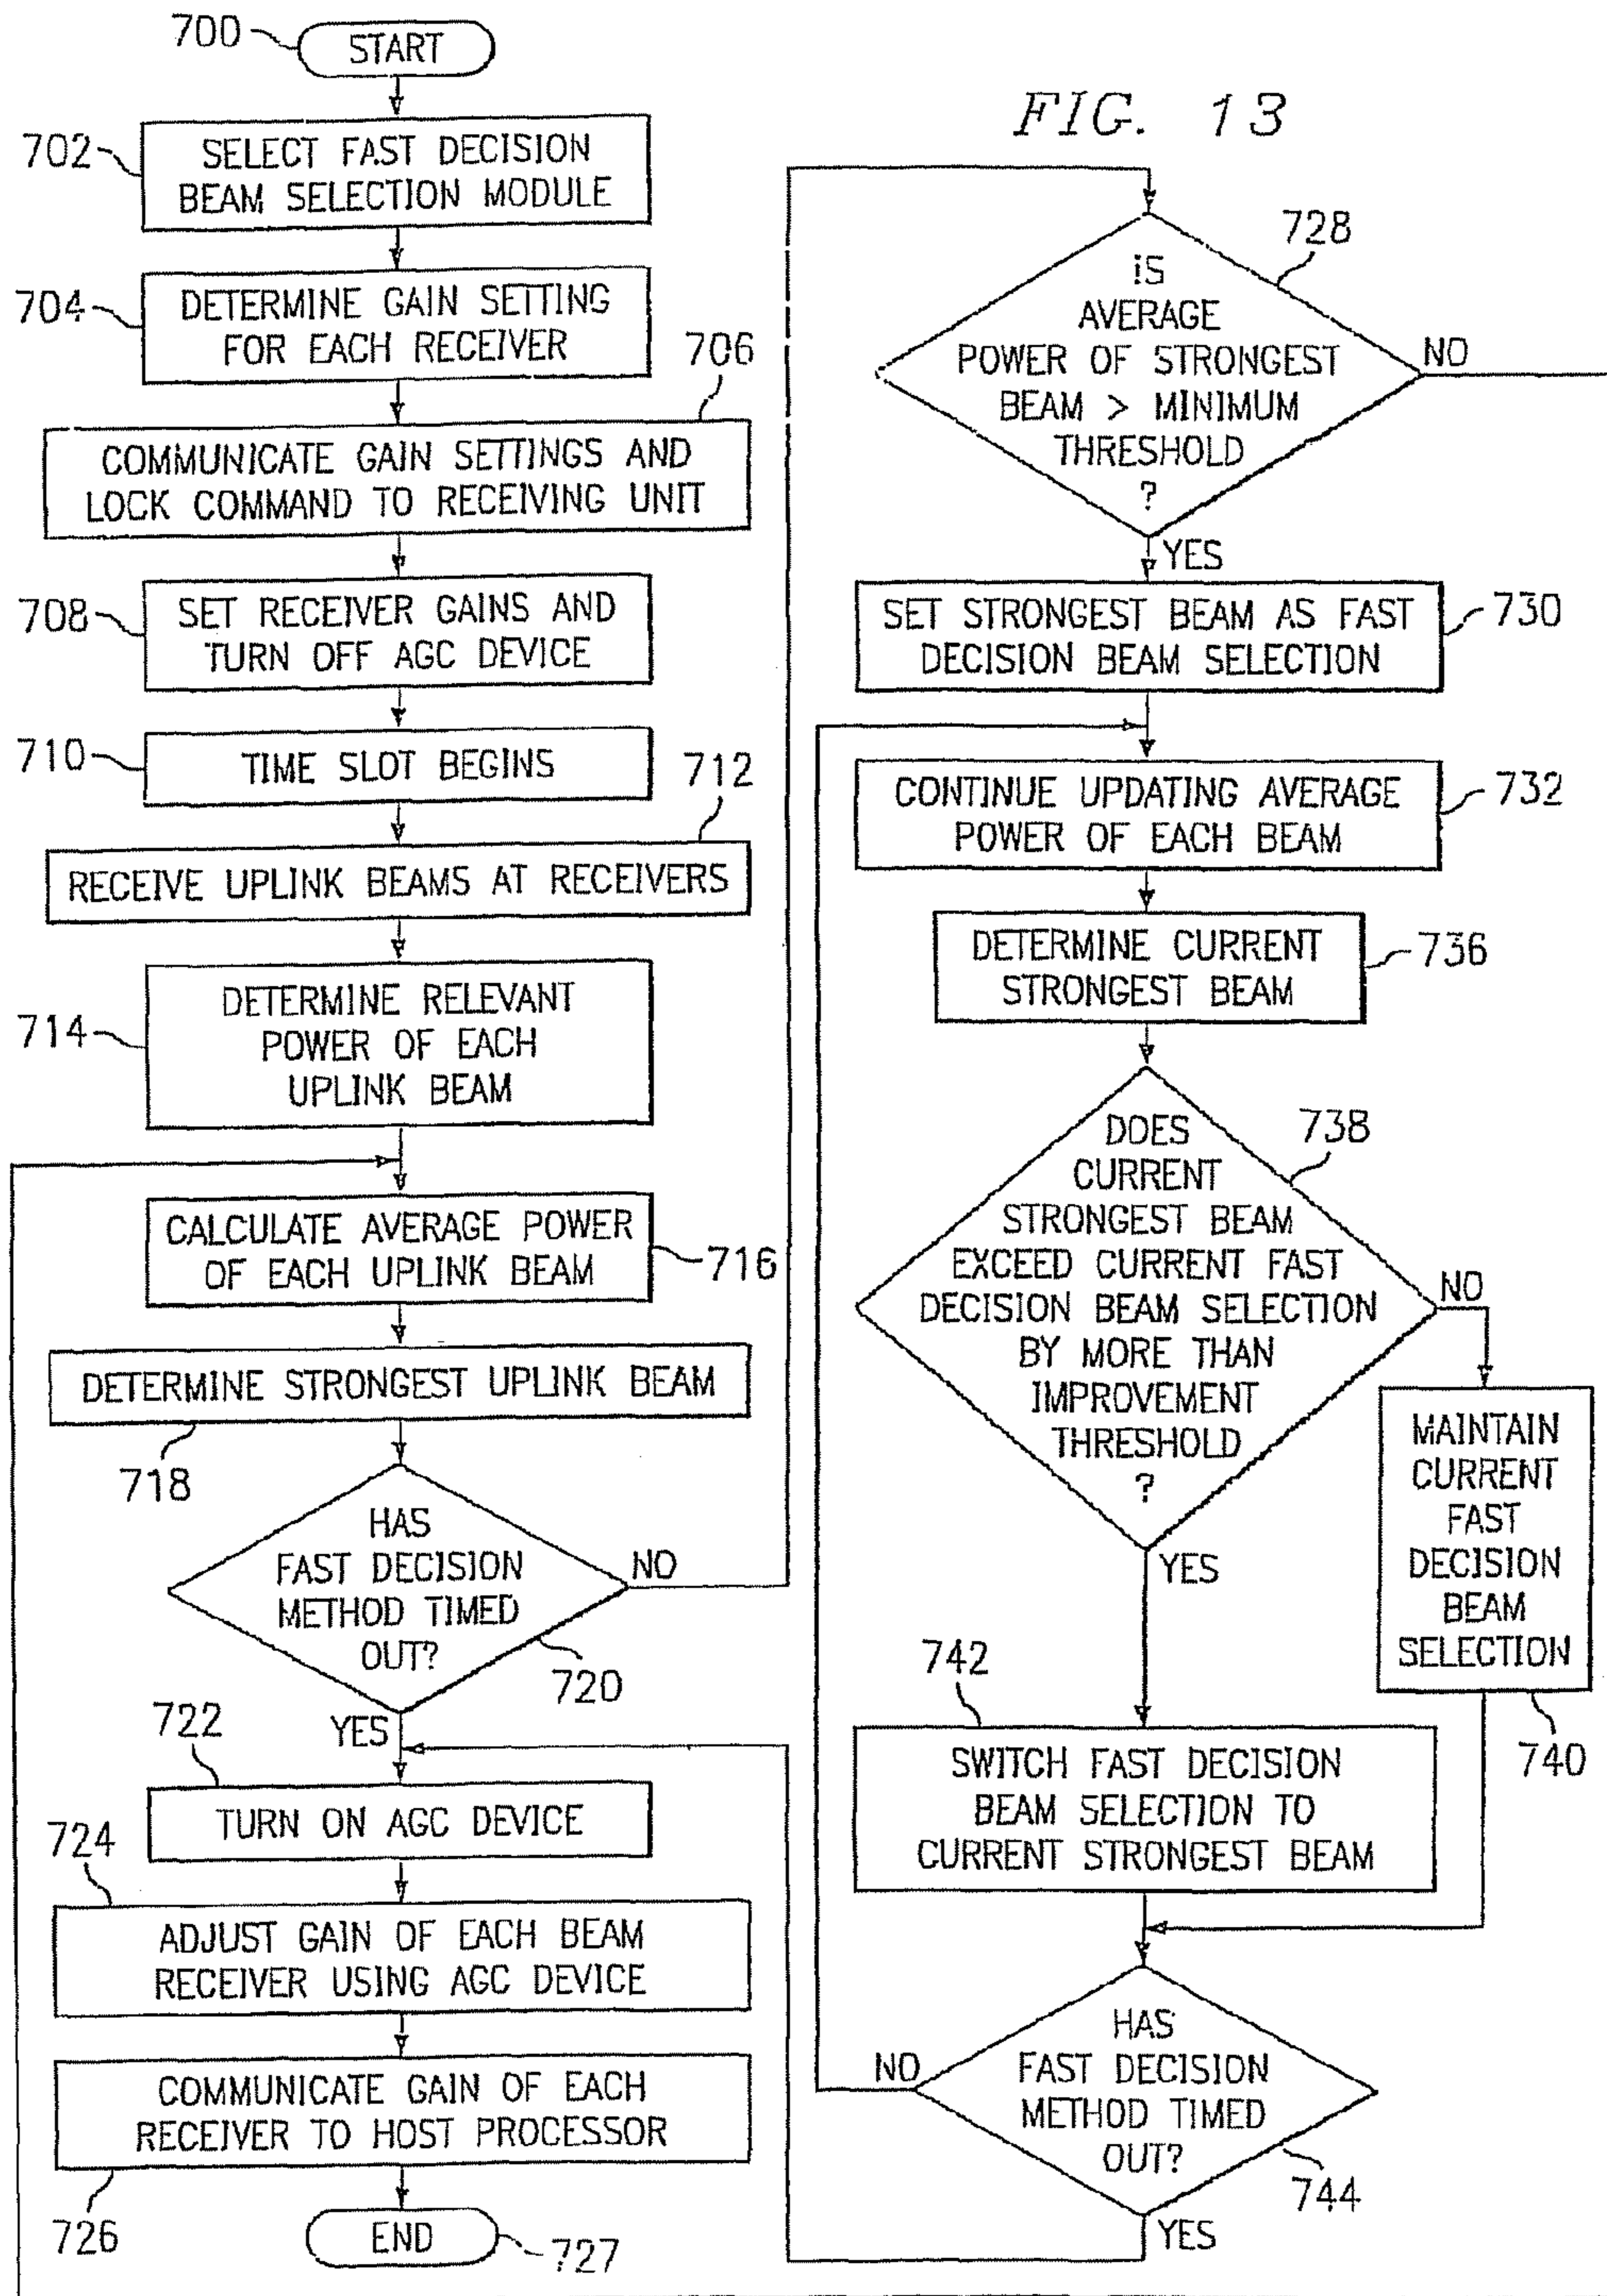 FIG. 13
700
START
702
SELECT FAST DECISION
BEAM SELECTION MODULE
704
DETERMINE GAIN SETTING
FOR EACH RECEIVER
706
COMMUNICATE GAIN SETTINGS AND
LOCK COMMAND TO RECEIVING UNIT
708
SET RECEIVER GAINS AND
TURN OFF AGC DEVICE
710
TIME SLOT BEGINS
712
RECEIVE UPLINK BEAMS AT RECEIVERS
714
DETERMINE RELEVANT
POWER OF EACH
UPLINK BEAM
CALCULATE AVERAGE POWER
OF EACH UPLINK BEAM
716
DETERMINE STRONGEST UPLINK BEAM
718
HAS
FAST DECISION
METHOD TIMED
OUT?
NO
720
YES
722
TURN ON AGC DEVICE
724
ADJUST GAIN OF EACH BEAM
RECEIVER USING AGC DEVICE
COMMUNICATE GAIN OF EACH
RECEIVER TO HOST PROCESSOR
726
END
727
728
IS
AVERAGE
POWER OF STRONGEST
BEAM > MINIMUM
THRESHOLD
?
NO
YES
SET STRONGEST BEAM AS FAST
DECISION BEAM SELECTION
730
CONTINUE UPDATING AVERAGE
POWER OF EACH BEAM
732
DETERMINE CURRENT
STRONGEST BEAM
736
738
DOES
CURRENT
STRONGEST BEAM
EXCEED CURRENT FAST
DECISION BEAM SELECTION
BY MORE THAN
IMPROVEMENT
THRESHOLD
?
NO
YES
MAINTAIN
CURRENT
FAST
DECISION
BEAM
SELECTION
740
742
SWITCH FAST DECISION
BEAM SELECTION TO
CURRENT STRONGEST BEAM
HAS
FAST DECISION
METHOD TIMED
OUT?
NO
744
YES